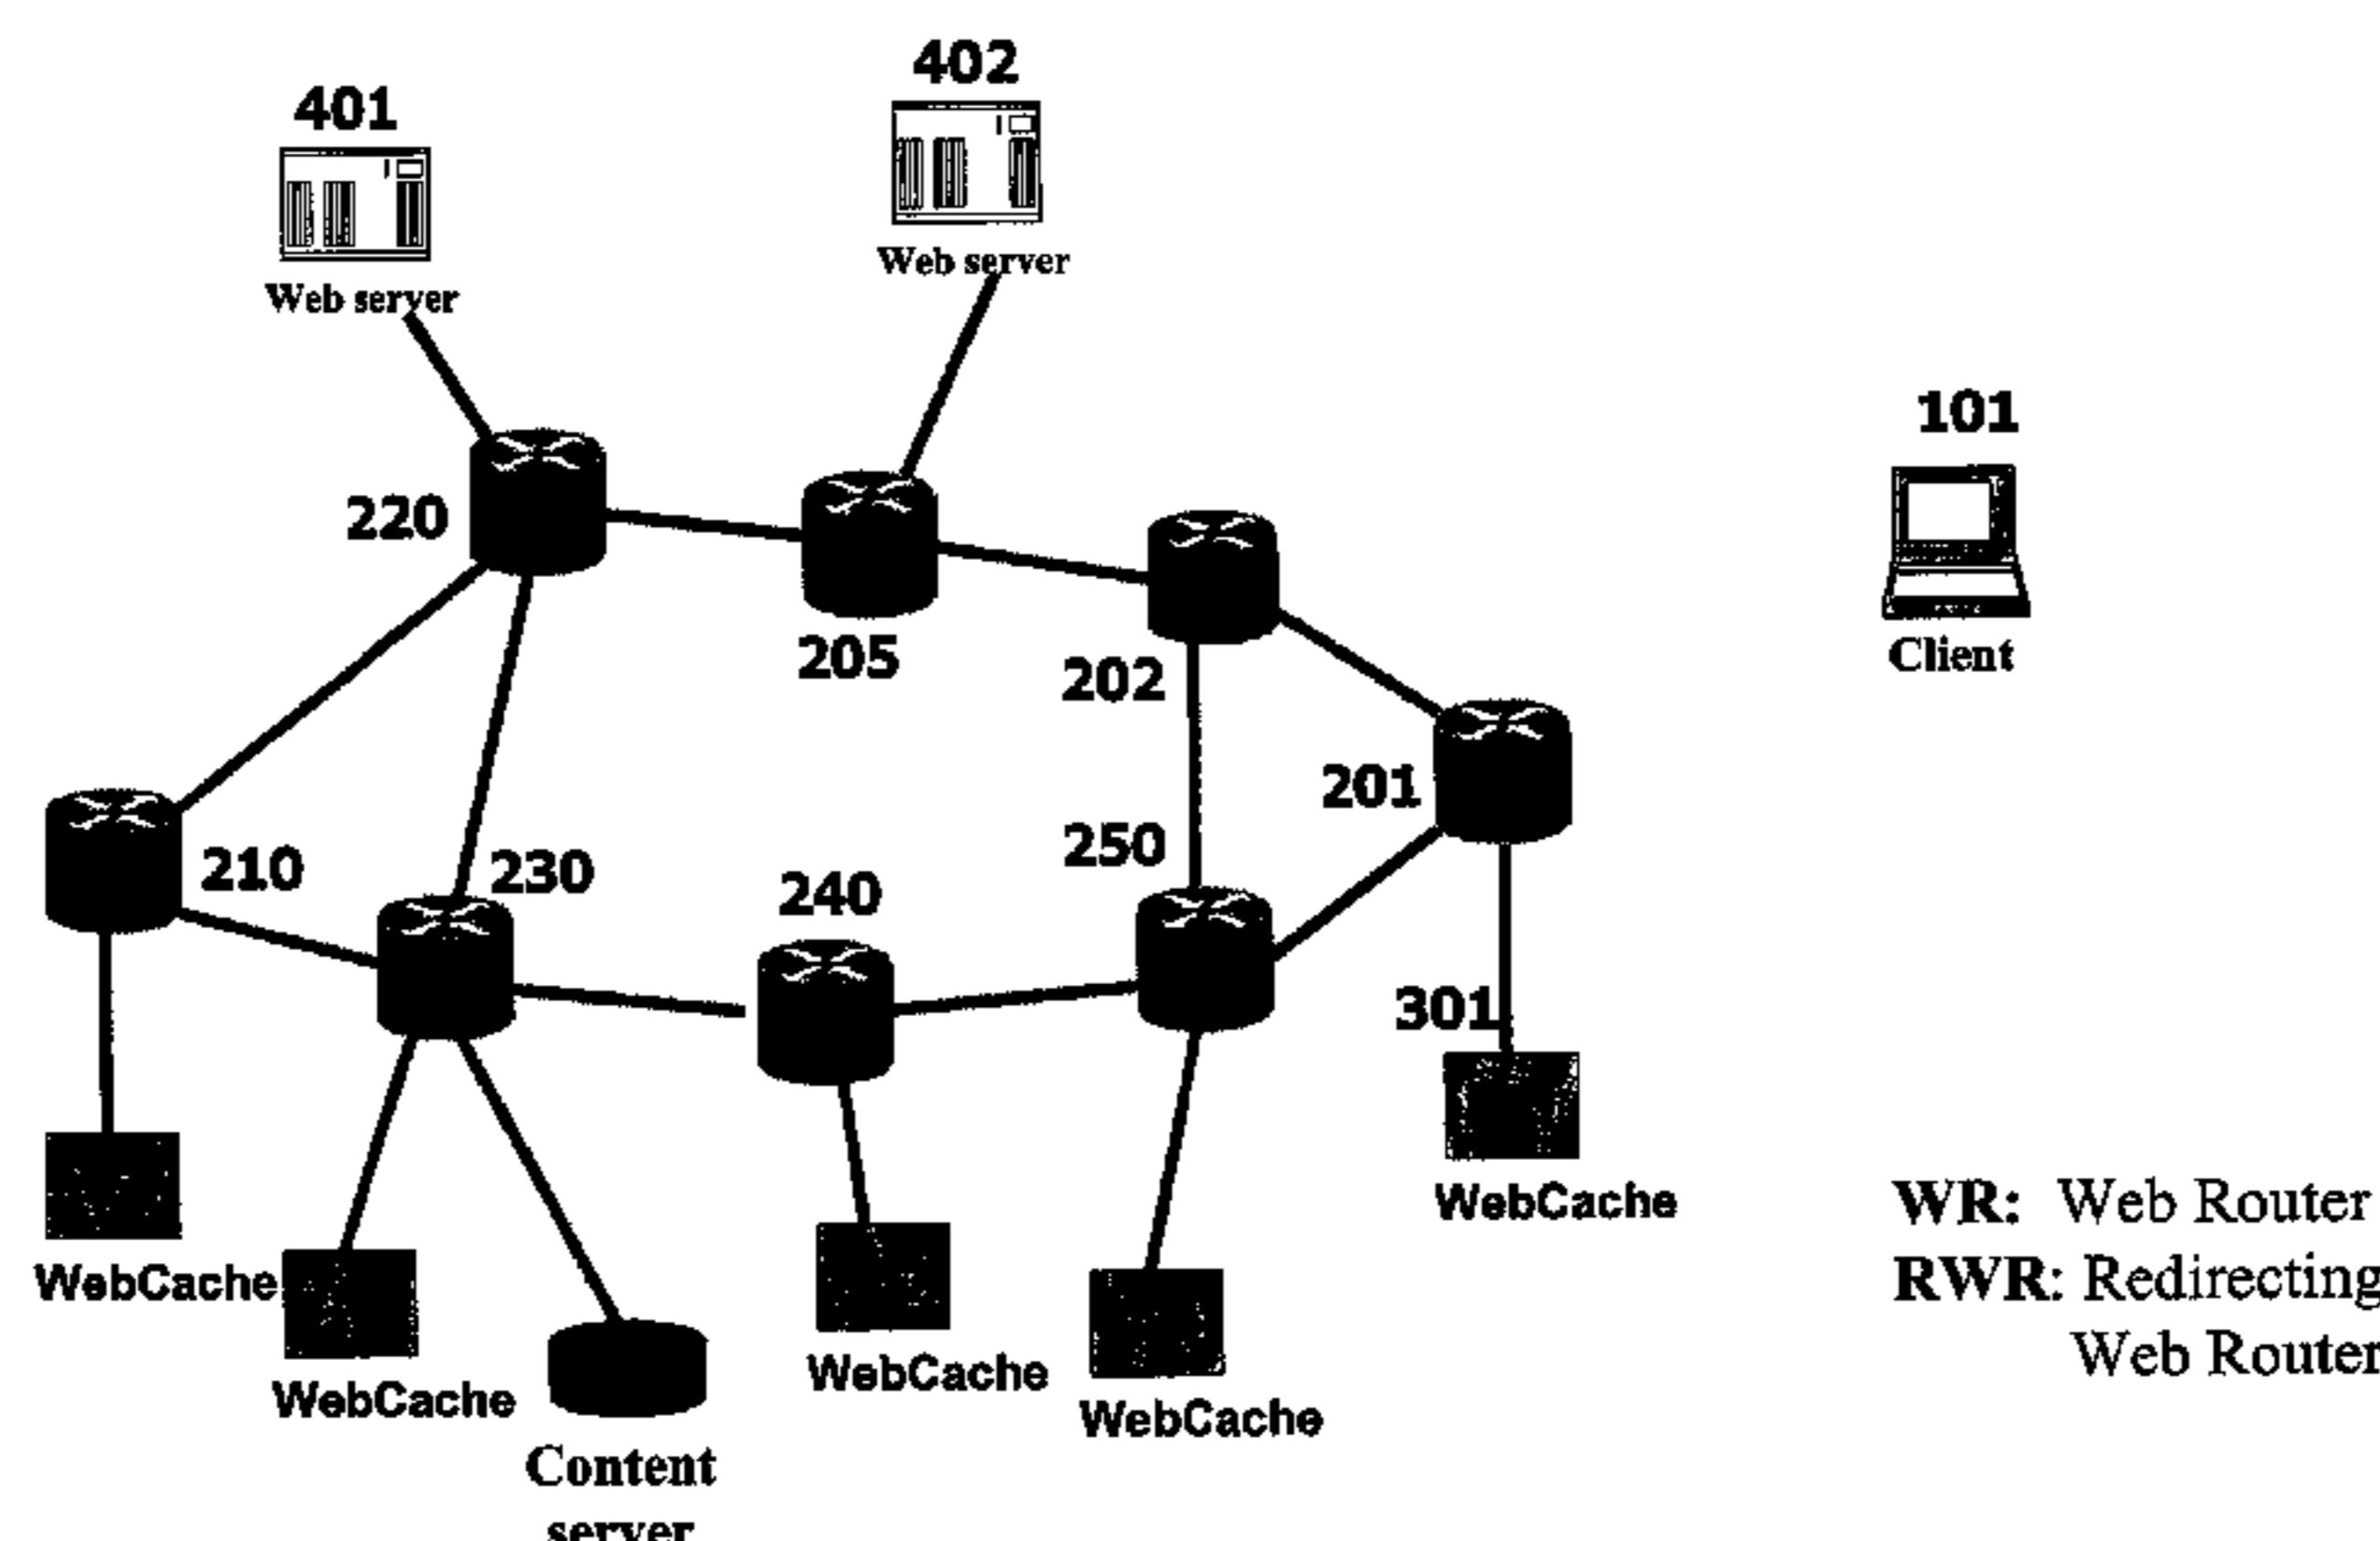 402
401
Web server
Web server
101
Client
220
205
202
201
250
210
230
240
301
WebCache
WR: Web Router
RWR: Redirecting
Web Router
WebCache
WebCache
WebCache
WebCache
Content
server